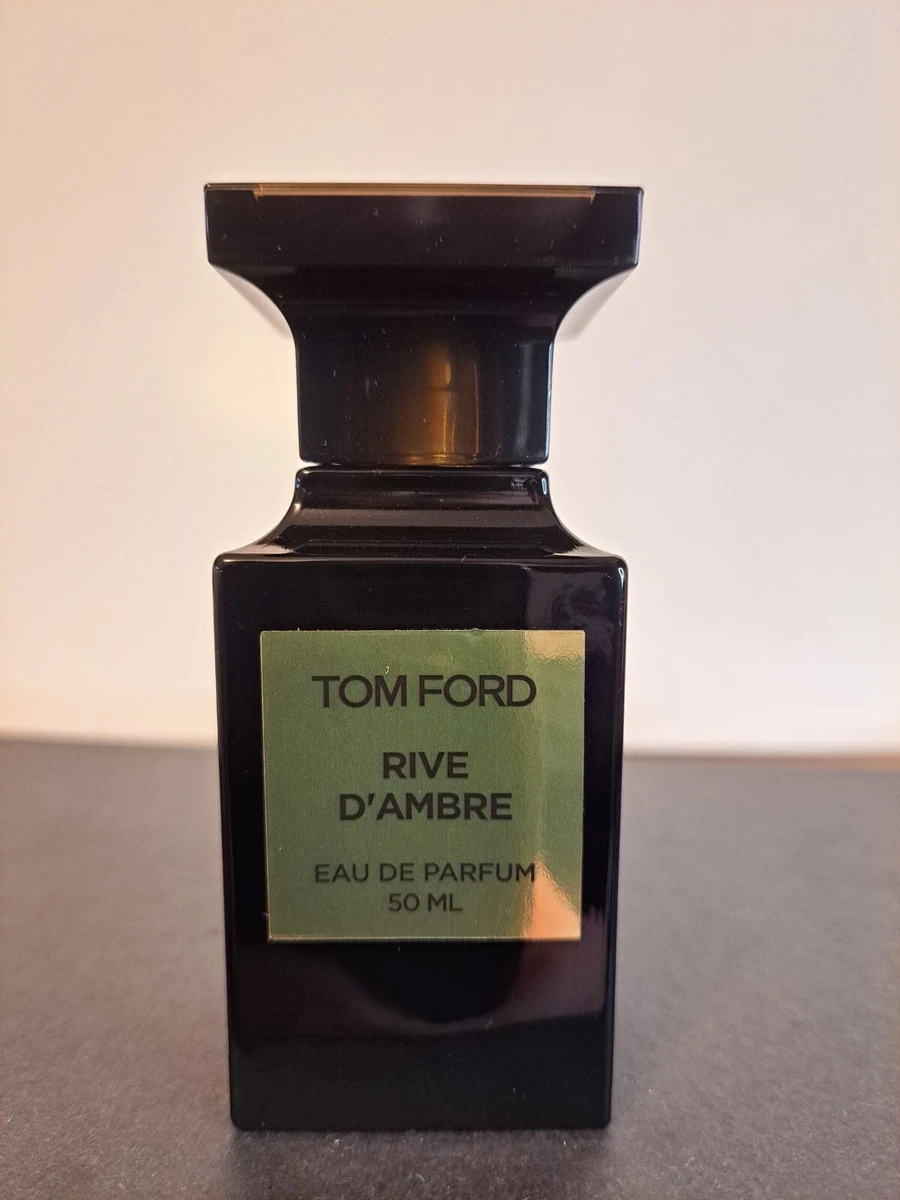 TOM FORD
RIVE
D'AMBRE
EAU DE PARFUM
50 ML